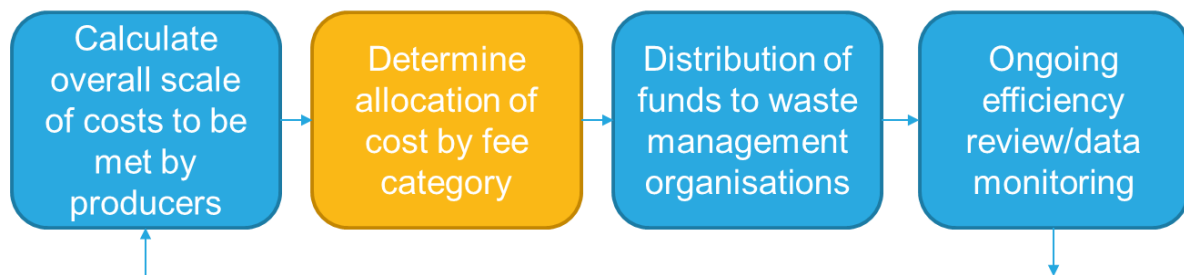 Calculate
overall scale
of costs to be
met by
producers
Determine
allocation of
cost by fee
category
Distribution of
funds to waste
management
organisations
Ongoing
efficiency
review/data
monitoring